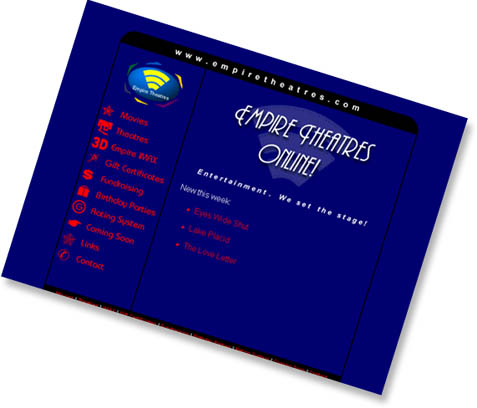 www.empiretheatres.com
Empire Theatres
EMPIRE THEATRES
ONLINE!
Entertainment. We set the stage!
Movies
Theatres
3D Empire IMAX
Gift Certificates
$ Fundraising
Birthday Parties
G Rating System
Coming Soon
Links
Contact
New this week:
• Eyes Wide Shut
• Lake Placid
• The Love Letter